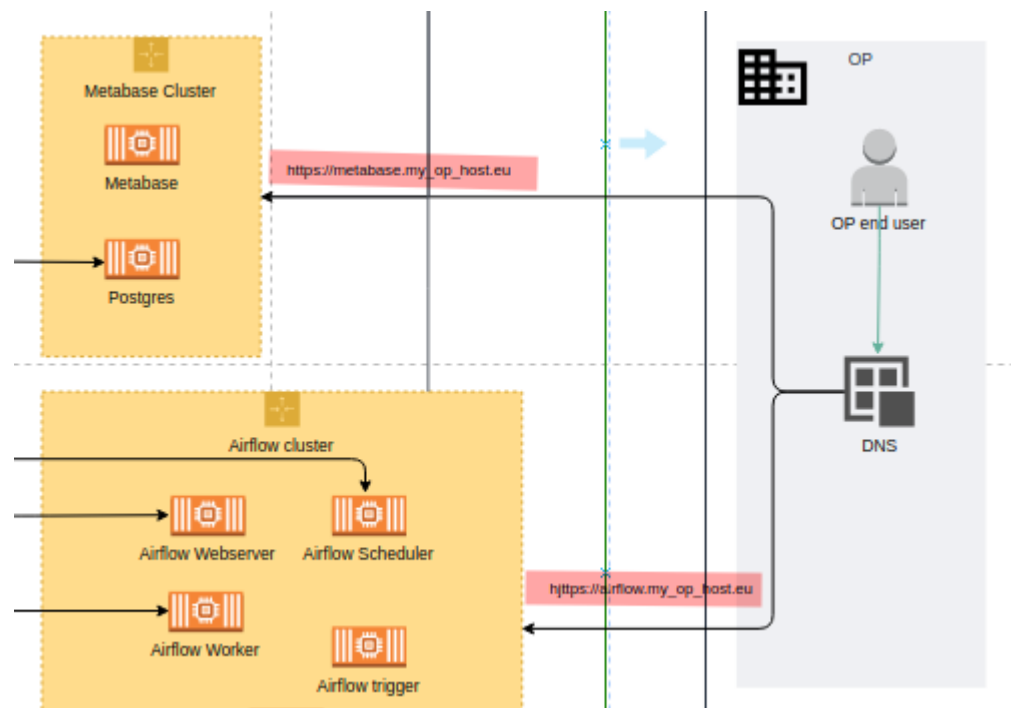 OP
Metabase Cluster
Metabase
https://metabase.my_op_host.eu
OP end user
Postgres
DNS
Airflow cluster
Airflow Webserver
Airflow Scheduler
hjttps://airflow.my_op_host.eu
Airflow Worker
Airflow trigger